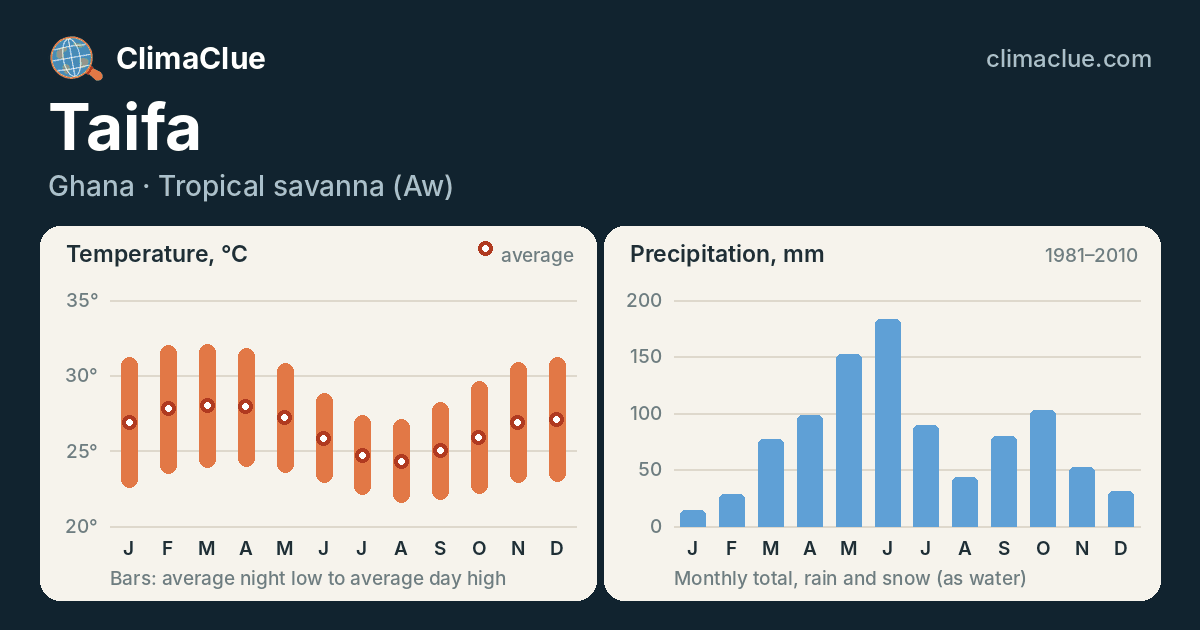 ClimaClue
climaclue.com
Taifa
Ghana · Tropical savanna (Aw)
Temperature, °C
average
35°
30°
25°
20°
J F M A M J J A S O N D
Bars: average night low to average day high
Precipitation, mm
1981–2010
200
150
100
50
0
J F M A M J J A S O N D
Monthly total, rain and snow (as water)